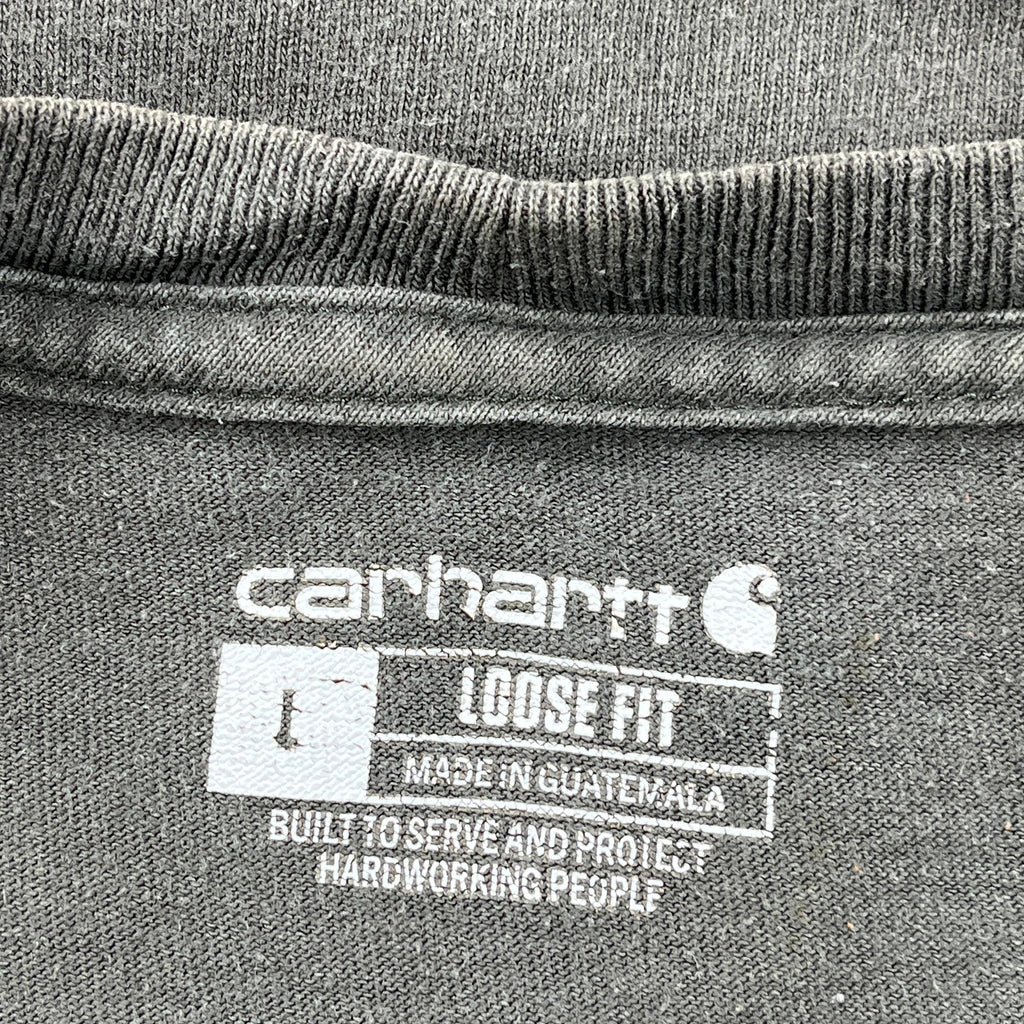 carhartt
L
LOOSE FIT
MADE IN GUATEMALA
BUILT TO SERVE AND PROTECT
HARDWORKING PEOPLE